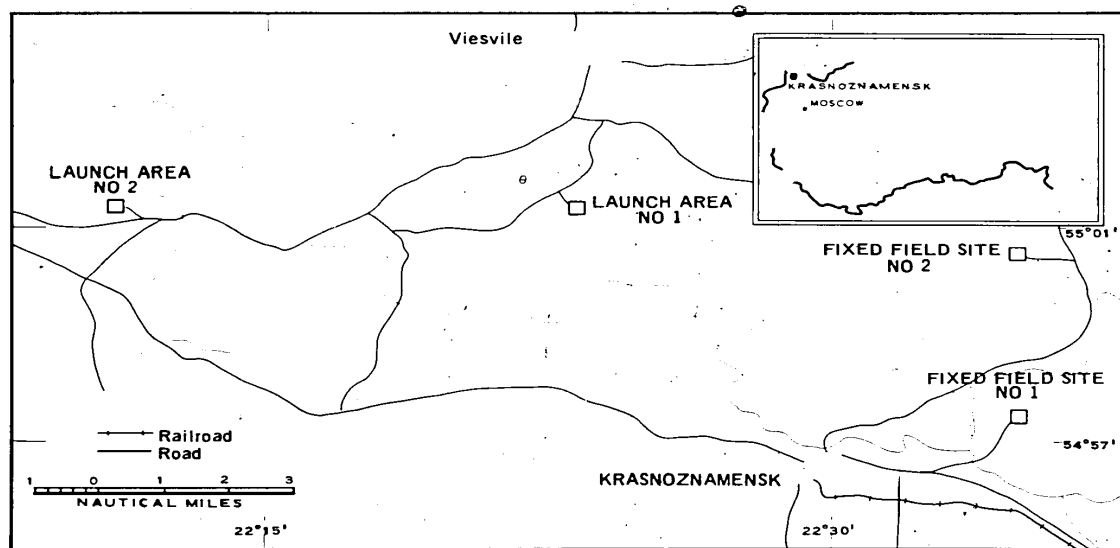 Viesvile
KRASNOZNAMENSK
MOSCOW
LAUNCH AREA
NO 2
LAUNCH AREA
NO 1
55°01'
FIXED FIELD SITE
NO 2
FIXED FIELD SITE
NO 1
54°57'
Railroad
Road
1 0 1 2 3
NAUTICAL MILES
KRASNOZNAMENSK
22°15'
22°30'